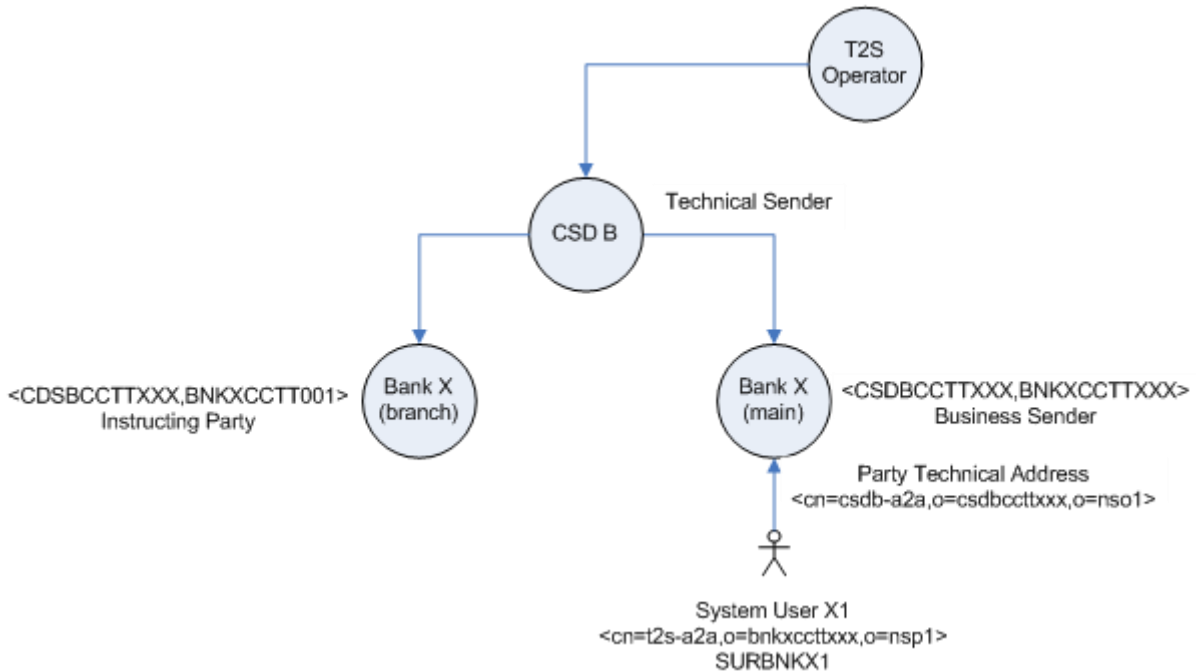 T2S
Operator
Technical Sender
CSD B
<CDSBCCTTXXX,BNKXCCTT001>
Instructing Party
Bank X
(branch)
Bank X
(main)
<CSDBCCTTXXX,BNKXCCTTXXX>
Business Sender
Party Technical Address
<cn=csdb-a2a,o=csdbccttxxx,o=nso1>
System User X1
<cn=t2s-a2a,o=bnkxccttxxx,o=nsp1>
SURBNKX1